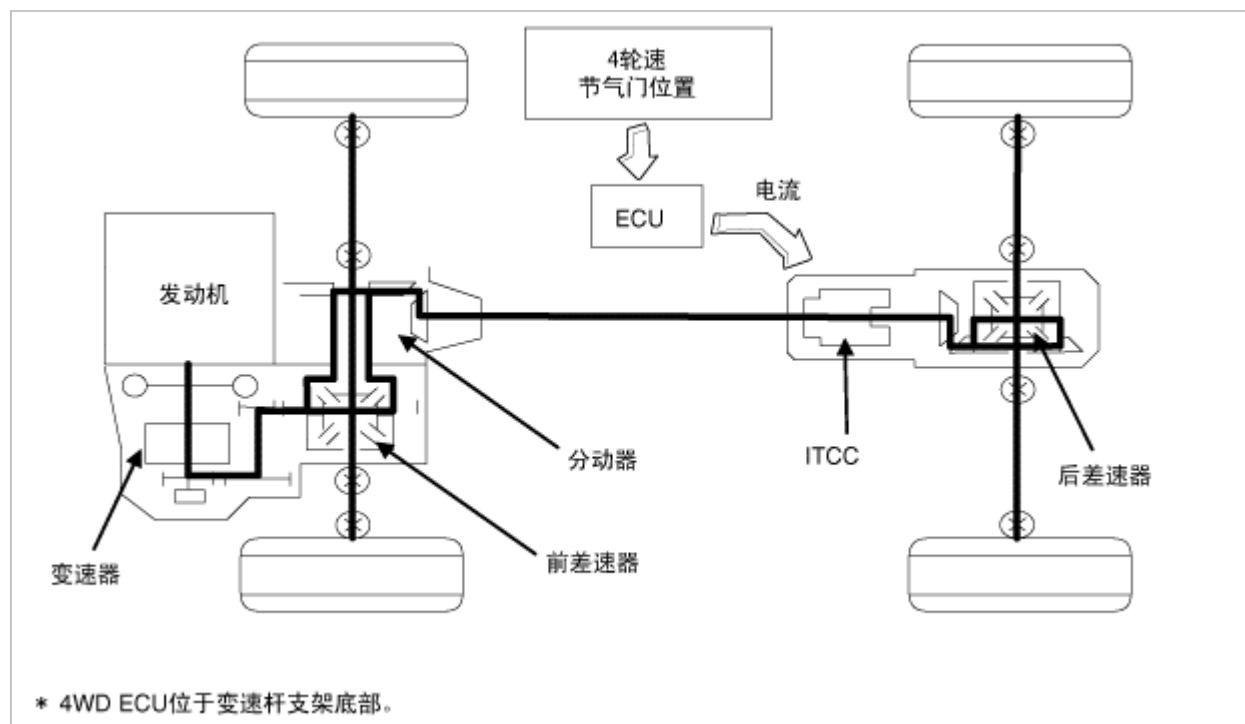 4轮速
节气门位置
ECU
电流
发动机
分动器
ITCC
后差速器
前差速器
变速器
* 4WD ECU位于变速杆支架底部。